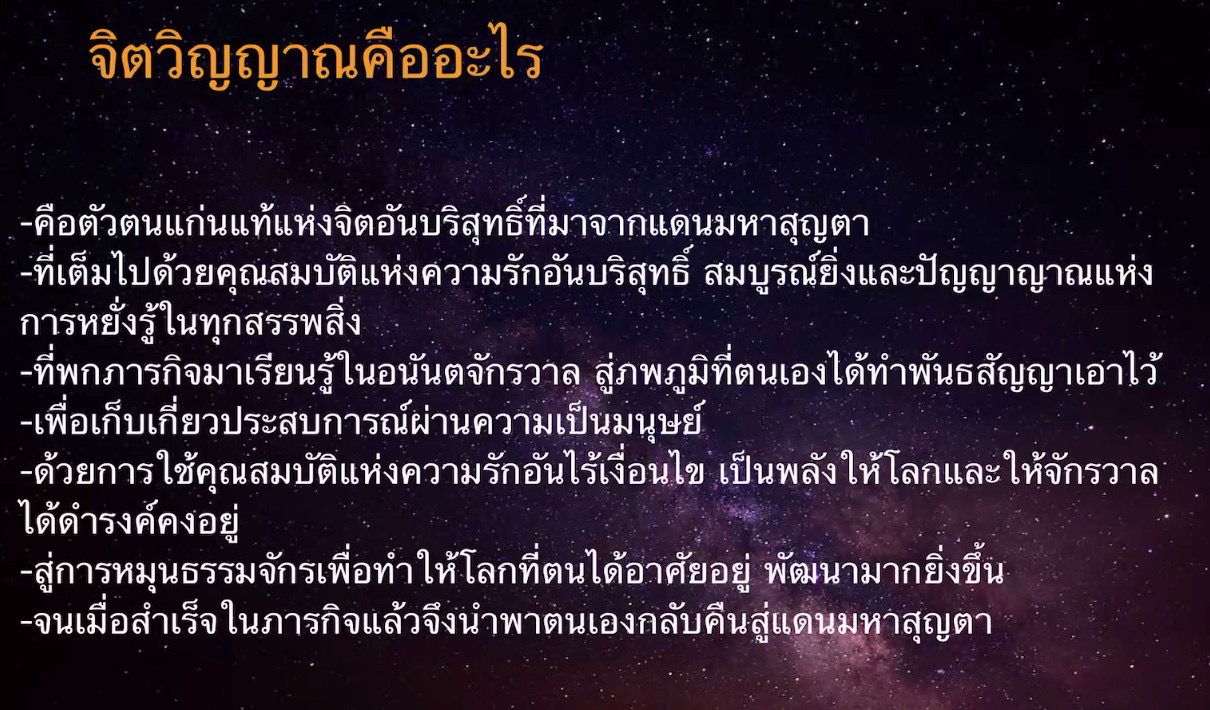 จิตวิญญาณคืออะไร
-คือตัวตนแก่นแท้แห่งจิตอันบริสุทธิ์ที่มาจากแดนมหาสุญตา
-ที่เต็มไปด้วยคุณสมบัติแห่งความรักอันบริสุทธิ์ สมบูรณ์ยิ่งและปัญญาญาณแห่ง
การหยั่งรู้ในทุกสรรพสิ่ง
-ที่พกภารกิจมาเรียนรู้ในอนันตจักรวาล สู่ภพภูมิที่ตนเองได้ทำพันธสัญญาเอาไว้
-เพื่อเก็บเกี่ยวประสบการณ์ผ่านความเป็นมนุษย์
-ด้วยการใช้คุณสมบัติแห่งความรักอันไร้เงื่อนไข เป็นพลังให้โลกและให้จักรวาล
ได้ดำรงค์คงอยู่
-สู่การหมุนธรรมจักรเพื่อทำให้โลกที่ตนได้อาศัยอยู่ พัฒนามากยิ่งขึ้น
-จนเมื่อสำเร็จในภารกิจแล้วจึงนำพาตนเองกลับคืนสู่แดนมหาสุญตา